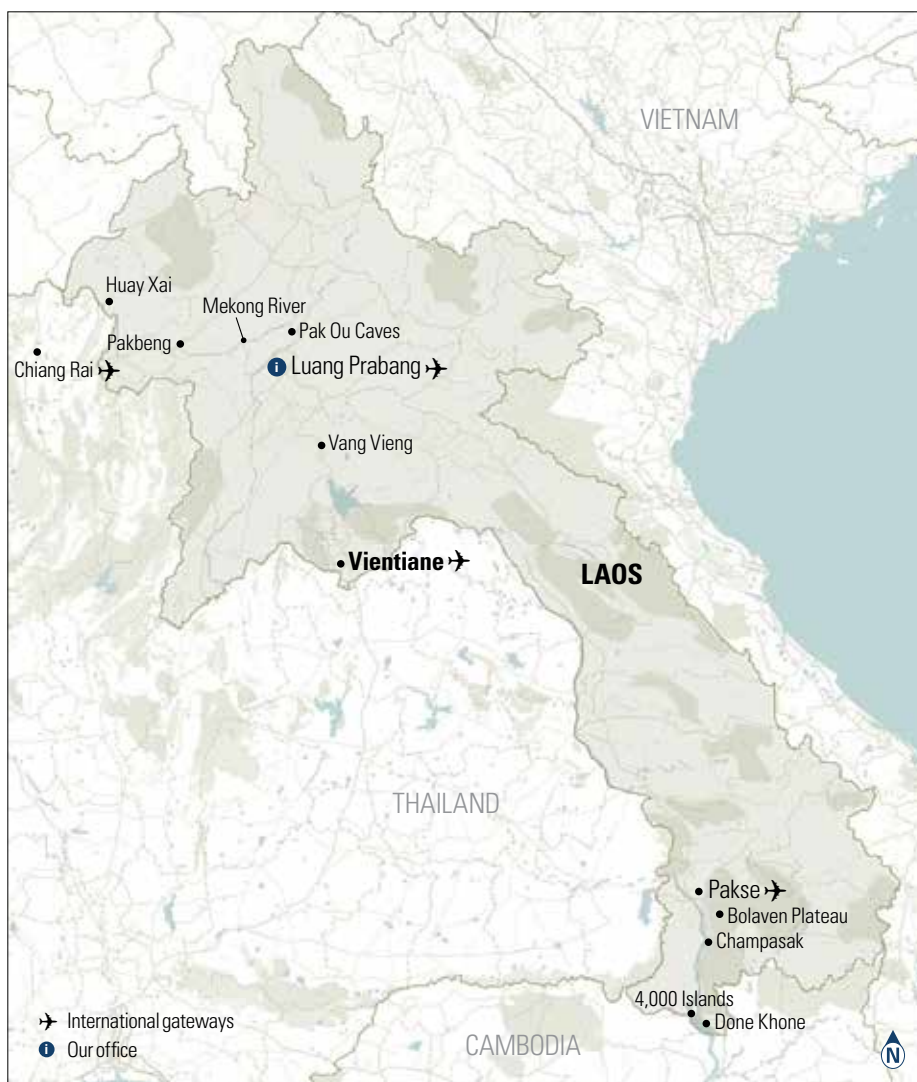 VIETNAM
Huay Xai
Mekong River
Pak Ou Caves
Pakbeng
Chiang Rai
i Luang Prabang
Vang Vieng
Vientiane
LAOS
THAILAND
Pakse
Bolaven Plateau
Champasak
4,000 Islands
Done Khone
International gateways
i Our office
CAMBODIA
N